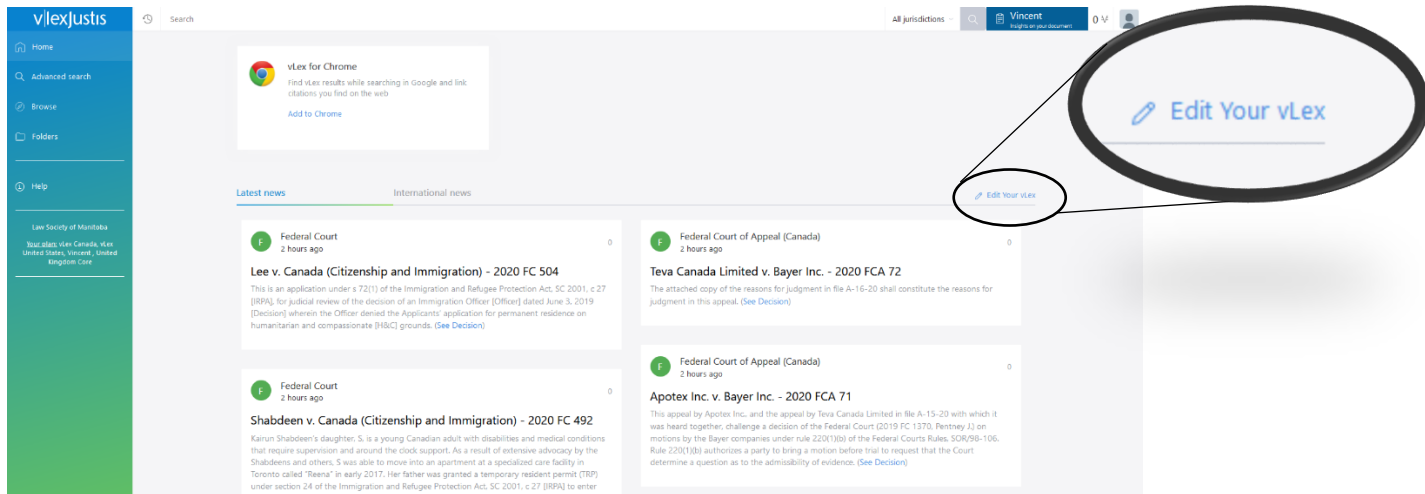 v|lexJustis
Search
All jurisdictions
Vincent
Insights on your document
0
Home
Advanced search
Browse
Folders
Help
Law Society of Manitoba
Your plan: vLex Canada, vLex
United States, Vincent , United
Kingdom Core
vLex for Chrome
Find vLex results while searching in Google and link
citations you find on the web
Add to Chrome
Edit Your vLex
Latest news
International news
Edit Your vLex
F
Federal Court
2 hours ago
0
Lee v. Canada (Citizenship and Immigration) - 2020 FC 504
This is an application under s 72(1) of the Immigration and Refugee Protection Act, SC 2001, c 27
[IRPA], for judicial review of the decision of an Immigration Officer [Officer] dated June 3, 2019
[Decision] wherein the Officer denied the Applicants' application for permanent residence on
humanitarian and compassionate [H&C] grounds. (See Decision)
F
Federal Court
2 hours ago
0
Shabdeen v. Canada (Citizenship and Immigration) - 2020 FC 492
Kairun Shabdeen's daughter, S, is a young Canadian adult with disabilities and medical conditions
that require supervision and around the clock support. As a result of extensive advocacy by the
Shabdeens and others, S was able to move into an apartment at a specialized care facility in
Toronto called "Reena" in early 2017. Her father was granted a temporary resident permit (TRP)
under section 24 of the Immigration and Refugee Protection Act, SC 2001, c 27 [IRPA] to enter
F
Federal Court of Appeal (Canada)
2 hours ago
0
Teva Canada Limited v. Bayer Inc. - 2020 FCA 72
The attached copy of the reasons for judgment in file A-16-20 shall constitute the reasons for
judgment in this appeal. (See Decision)
F
Federal Court of Appeal (Canada)
2 hours ago
0
Apotex Inc. v. Bayer Inc. - 2020 FCA 71
This appeal by Apotex Inc. and the appeal by Teva Canada Limited in file A-15-20 with which it
was heard together, challenge a decision of the Federal Court (2019 FC 1370, Pentney J.) on
motions by the Bayer companies under rule 220(1)(b) of the Federal Courts Rules, SOR/98-106.
Rule 220(1)(b) authorizes a party to bring a motion before trial to request that the Court
determine a question as to the admissibility of evidence. (See Decision)